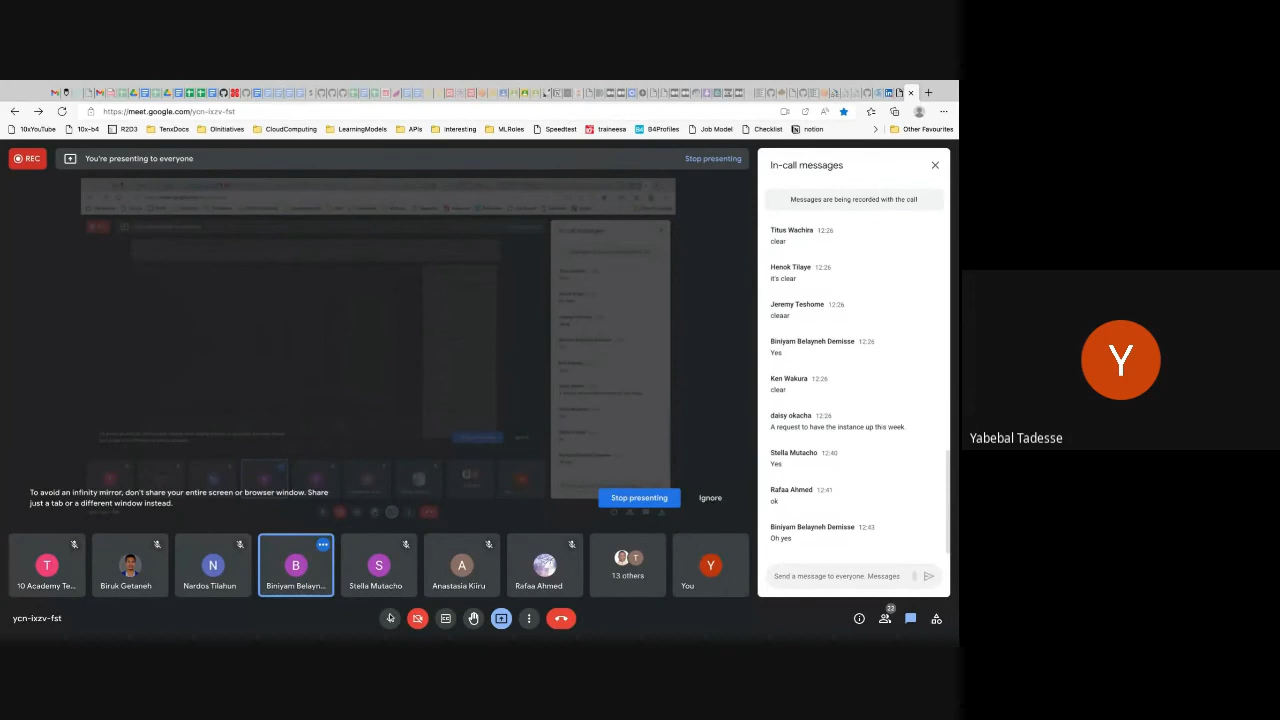 https://meet.google.com/ycn-ixzv-fst
10xYouTube
10x-b4
R2D3
TenxDocs
OInitiatives
CloudComputing
LearningModels
APIs
Interesting
MLRoles
Speedtest
traineesa
B4Profiles
Job Model
Checklist
notion
Other Favourites
REC
You're presenting to everyone
Stop presenting
In-call messages
Messages are being recorded with the call
Titus Wachira 12:26
clear
Henok Tilaye 12:26
it's clear
Jeremy Teshome 12:26
cleaar
Biniyam Belayneh Demisse 12:26
Yes
Ken Wakura 12:26
clear
daisy okacha 12:26
A request to have the instance up this week
Stella Mutacho 12:40
Yes
Rafaa Ahmed 12:41
ok
Biniyam Belayneh Demisse 12:43
Oh yes
Send a message to everyone. Messages
To avoid an infinity mirror, don't share your entire screen or browser window. Share
just a tab or a different window instead.
Stop presenting
Ignore
T
10 Academy Te...
Biruk Getaneh
N
Nardos Tilah...
B
Biniyam Belayn...
S
Stella Mutacho
A
Anastasia Kiiru
Rafaa Ahmed
T
13 others
Y
You
ycn-ixzv-fst
22
Y
Yabebal Tadesse